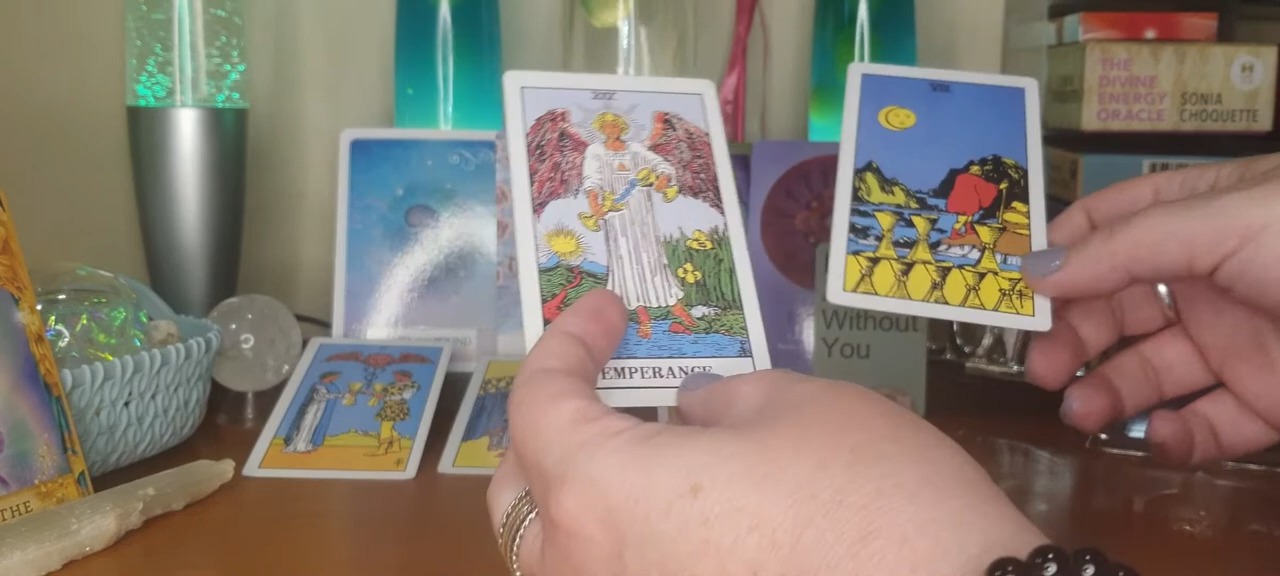 XIV
VIII
THE
DIVINE
ENERGY
ORACLE
SONIA
CHOQUETTE
Without
You
EMPERANCE
THE